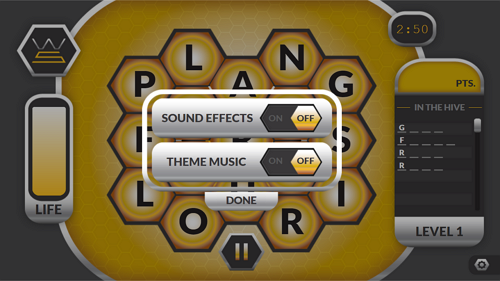 W
2:50
L N
P A G
SOUND EFFECTS ON OFF
S
THEME MUSIC ON OFF
L I
DONE
O R
LIFE
PTS.
IN THE HIVE
G _ _ _
F _ _ _ _
R _ _ _
R _ _ _
LEVEL 1